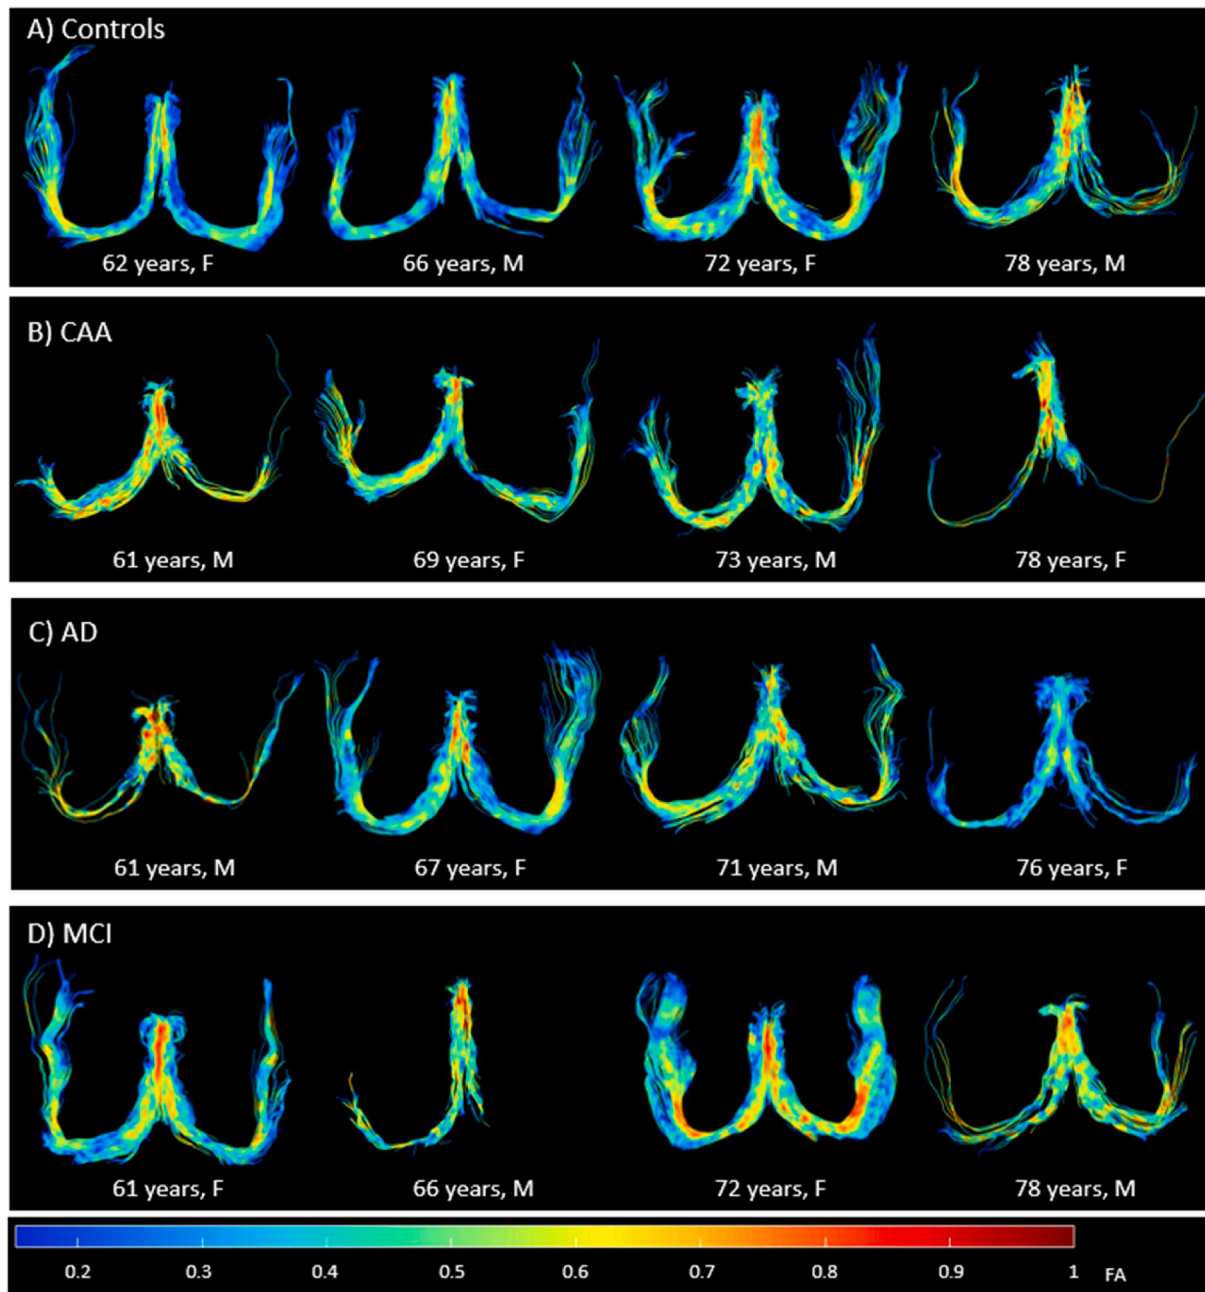 A) Controls
62 years, F
66 years, M
72 years, F
78 years, M
B) CAA
61 years, M
69 years, F
73 years, M
78 years, F
C) AD
61 years, M
67 years, F
71 years, M
76 years, F
D) MCI
61 years, F
66 years, M
72 years, F
78 years, M
0.2 0.3 0.4 0.5 0.6 0.7 0.8 0.9 1 FA